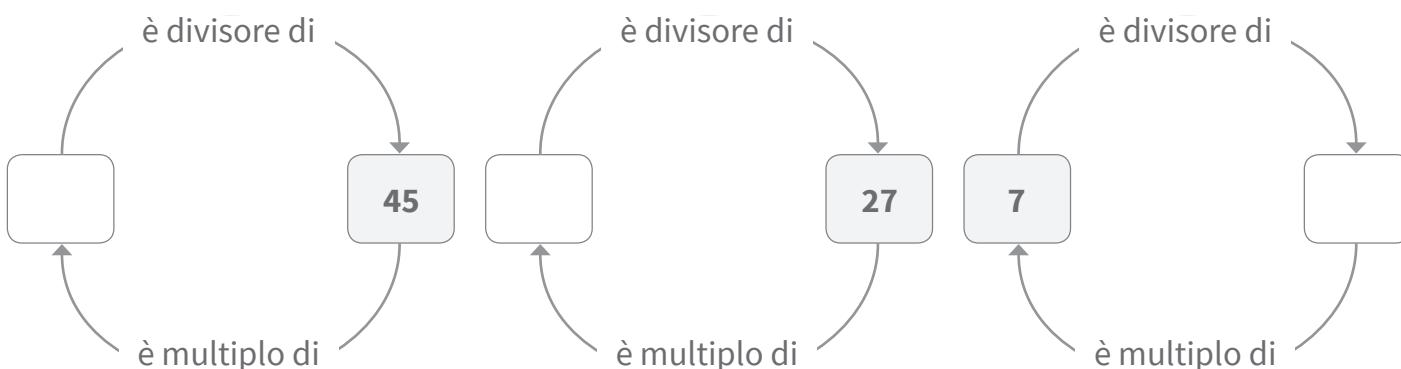 è divisore di
è divisore di
è divisore di
45
27
7
è multiplo di
è multiplo di
è multiplo di